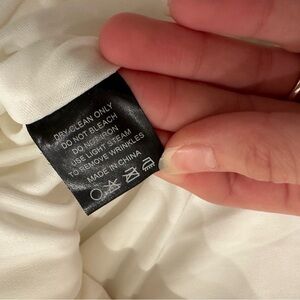 DRY CLEAN ONLY
DO NOT BLEACH
DO NOT IRON
USE LIGHT STEAM
TO REMOVE WRINKLES
MADE IN CHINA